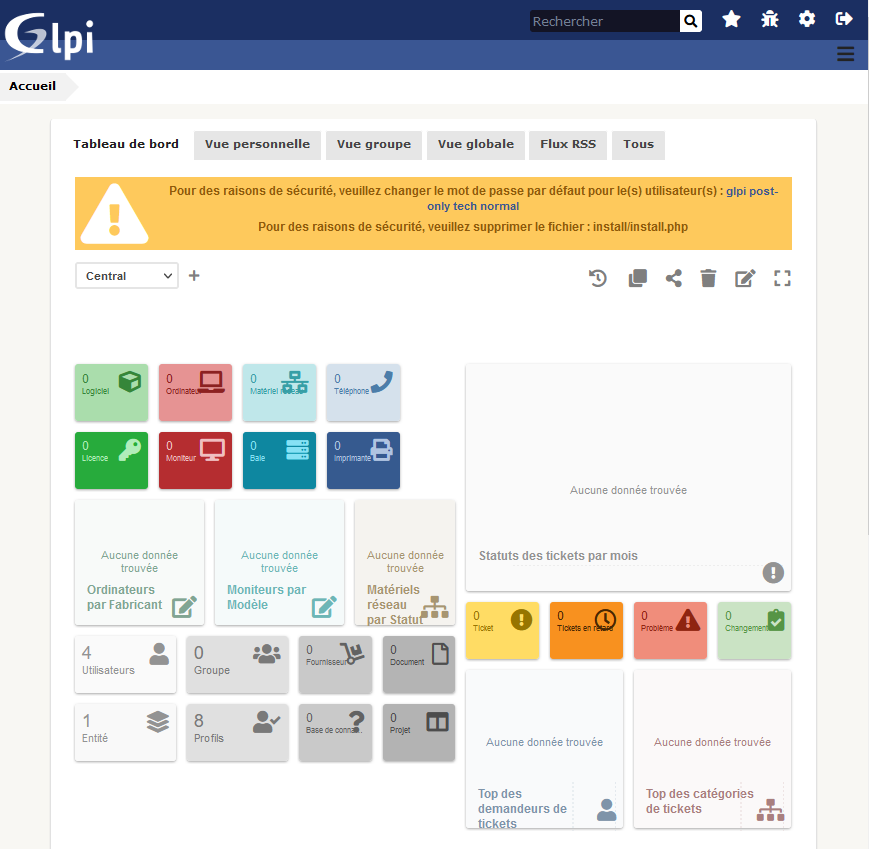 Glpi
Rechercher
Accueil
Tableau de bord
Vue personnelle
Vue groupe
Vue globale
Flux RSS
Tous
Pour des raisons de sécurité, veuillez changer le mot de passe par défaut pour le(s) utilisateur(s) : glpi post-
only tech normal
Pour des raisons de sécurité, veuillez supprimer le fichier : install/install.php
Central
0
Logiciel
0
Ordinateur
0
Matériel réseau
0
Téléphone
0
Licence
0
Moniteur
0
Baie
0
Imprimante
Aucune donnée
trouvée
Ordinateurs
par Fabricant
Aucune donnée
trouvée
Moniteurs par
Modèle
Aucune donnée
trouvée
Matériels
réseau
par Statut
4
Utilisateurs
0
Groupe
0
Fournisseur
0
Document
1
Entité
8
Profils
0
Base de connai…
0
Projet
Aucune donnée trouvée
Statuts des tickets par mois
0
Ticket
0
Tickets en retard
0
Problème
0
Changement
Aucune donnée trouvée
Top des
demandeurs de
tickets
Aucune donnée trouvée
Top des catégories
de tickets